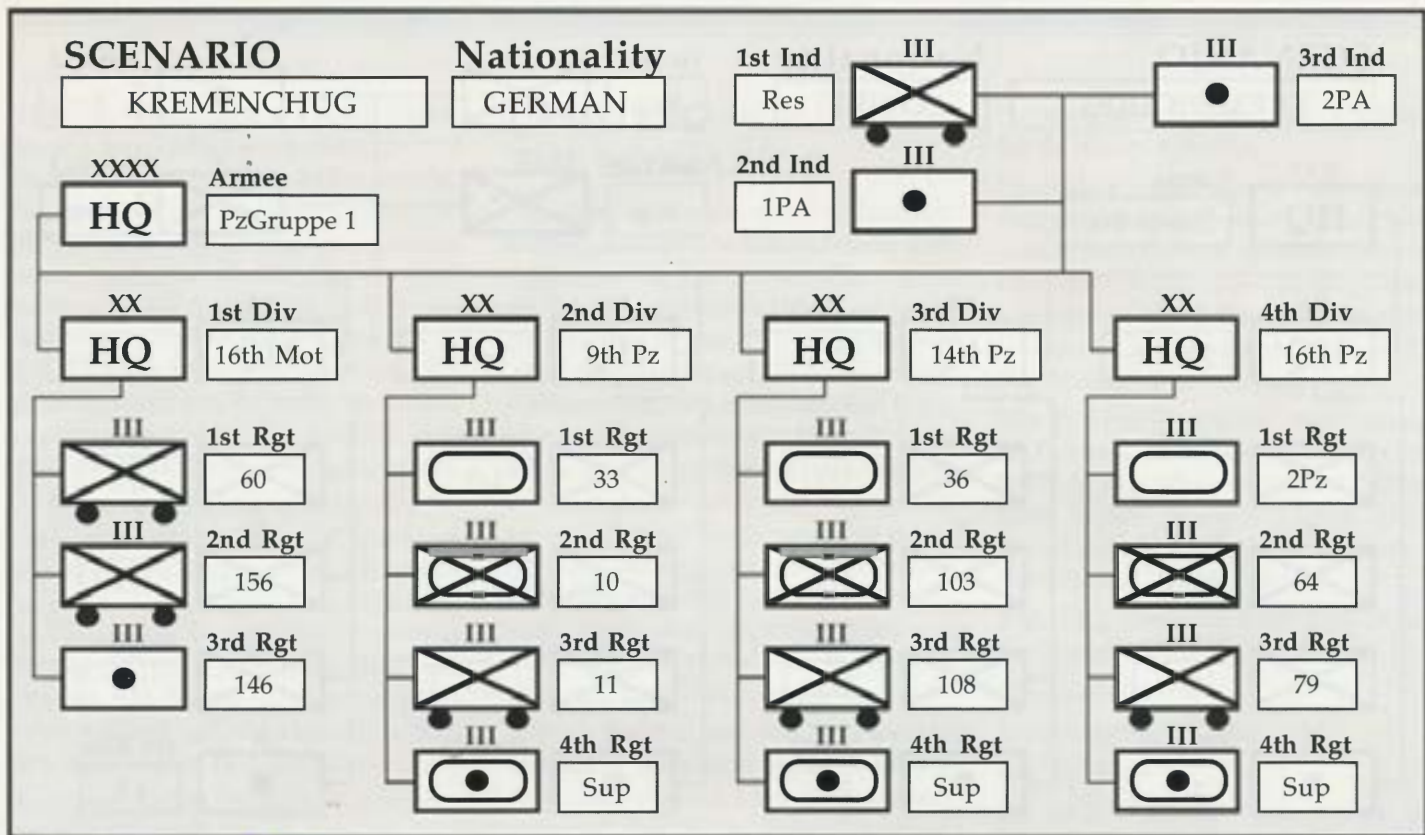 SCENARIO
KREMENCHUG
Nationality
GERMAN
1st Ind
Res
III
III
3rd Ind
2PA
2nd Ind
1PA
III
XXXX
HQ
Armee
PzGruppe 1
XX
HQ
1st Div
16th Mot
XX
HQ
2nd Div
9th Pz
XX
HQ
3rd Div
14th Pz
XX
HQ
4th Div
16th Pz
III
1st Rgt
60
III
1st Rgt
33
III
1st Rgt
36
III
1st Rgt
2Pz
III
2nd Rgt
156
III
2nd Rgt
10
III
2nd Rgt
103
III
2nd Rgt
64
III
3rd Rgt
146
III
3rd Rgt
11
III
3rd Rgt
108
III
3rd Rgt
79
III
4th Rgt
Sup
III
4th Rgt
Sup
III
4th Rgt
Sup